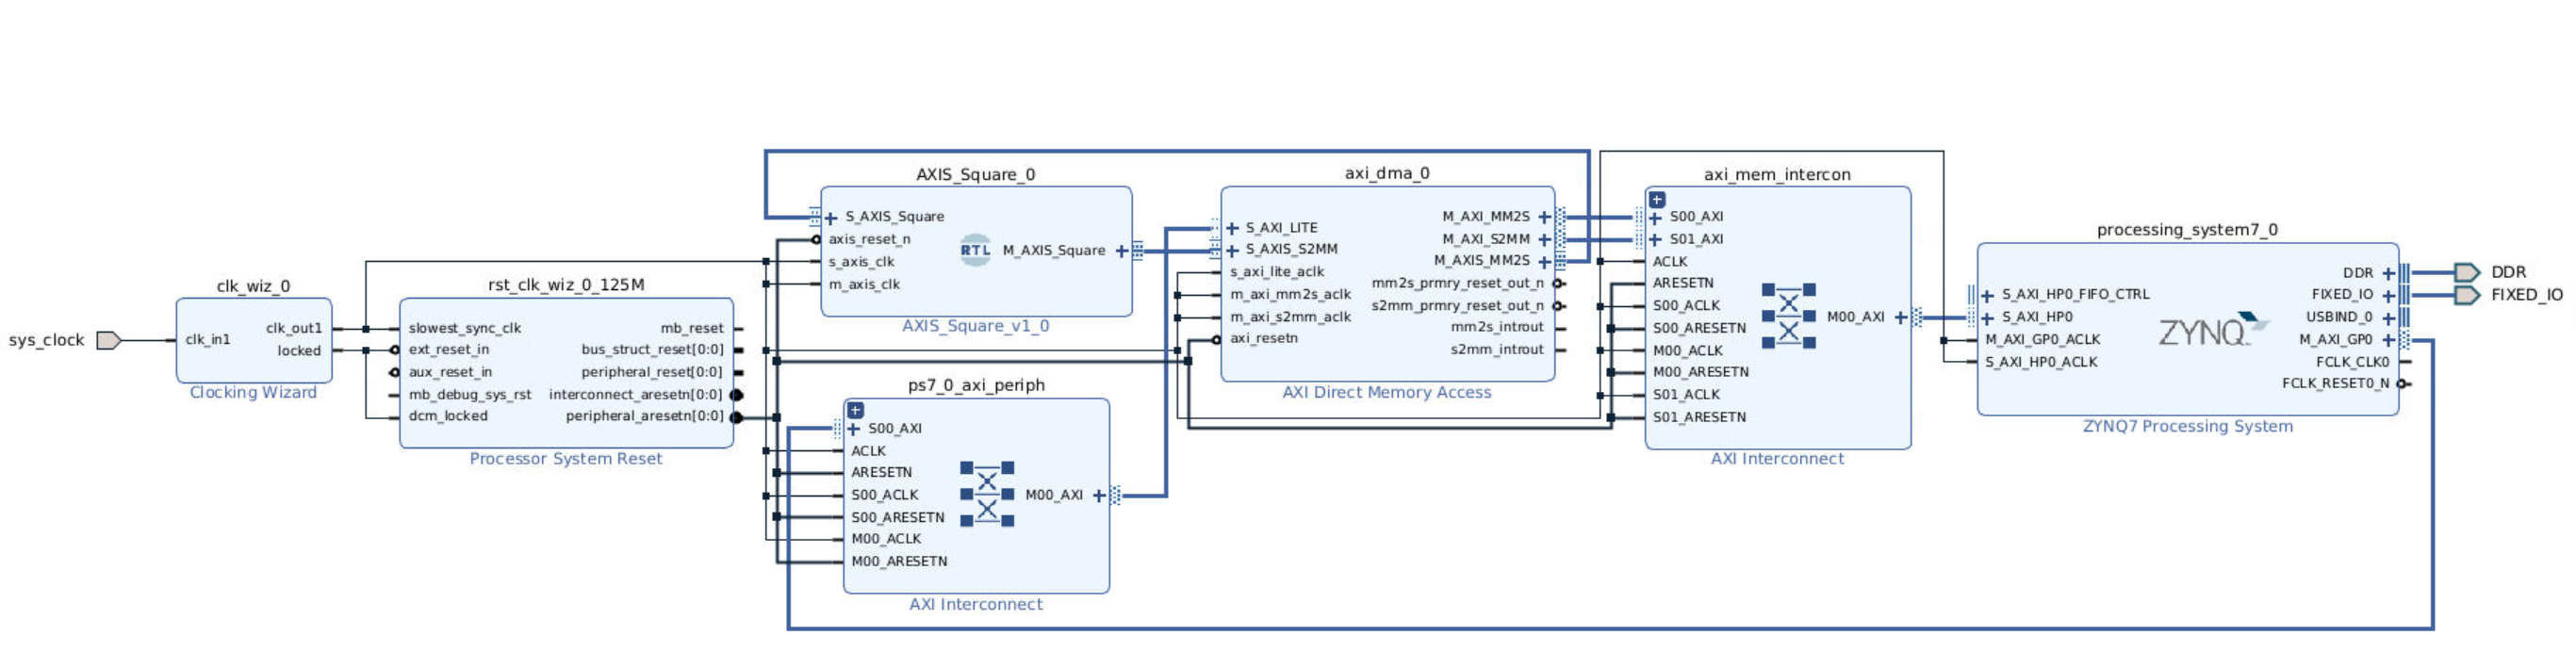 sys_clock
clk_wiz_0
clk_in1
clk_out1
locked
Clocking Wizard
rst_clk_wiz_0_125M
slowest_sync_clk
ext_reset_in
aux_reset_in
mb_debug_sys_rst
dcm_locked
mb_reset
bus_struct_reset[0:0]
peripheral_reset[0:0]
interconnect_aresetn[0:0]
peripheral_aresetn[0:0]
Processor System Reset
AXIS_Square_0
S_AXIS_Square
axis_reset_n
s_axis_clk
m_axis_clk
RTL
M_AXIS_Square
AXIS_Square_v1_0
ps7_0_axi_periph
S00_AXI
ACLK
ARESETN
S00_ACLK
S00_ARESETN
M00_ACLK
M00_ARESETN
M00_AXI
AXI Interconnect
axi_dma_0
S_AXI_LITE
S_AXIS_S2MM
s_axi_lite_aclk
m_axi_mm2s_aclk
m_axi_s2mm_aclk
axi_resetn
M_AXI_MM2S
M_AXI_S2MM
M_AXIS_MM2S
mm2s_prmry_reset_out_n
s2mm_prmry_reset_out_n
mm2s_introut
s2mm_introut
AXI Direct Memory Access
axi_mem_intercon
S00_AXI
S01_AXI
ACLK
ARESETN
S00_ACLK
S00_ARESETN
M00_ACLK
M00_ARESETN
S01_ACLK
S01_ARESETN
M00_AXI
AXI Interconnect
processing_system7_0
S_AXI_HP0_FIFO_CTRL
S_AXI_HP0
M_AXI_GP0_ACLK
S_AXI_HP0_ACLK
ZYNQ
DDR
FIXED_IO
USBIND_0
M_AXI_GP0
FCLK_CLK0
FCLK_RESET0_N
ZYNQ7 Processing System
DDR
FIXED_IO